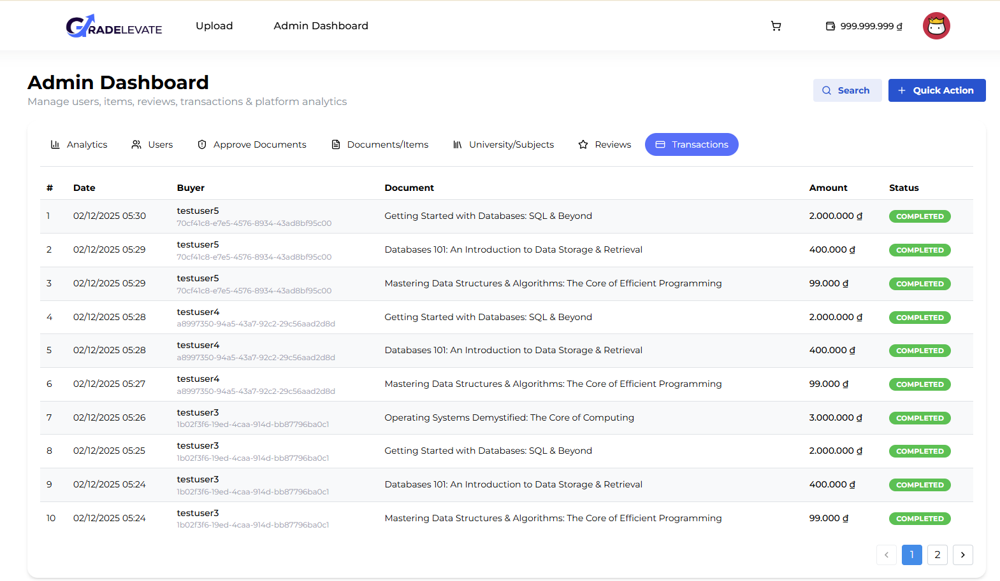 GRADELEVATE Upload Admin Dashboard 999.999.999 ₫
Admin Dashboard
Manage users, items, reviews, transactions & platform analytics
Search + Quick Action
Analytics Users Approve Documents Documents/Items University/Subjects Reviews Transactions
# Date Buyer Document Amount Status
1 02/12/2025 05:30 testuser5 Getting Started with Databases: SQL & Beyond 2.000.000 ₫ COMPLETED
70cf41c8-e7e5-4576-8934-43ad8bf95c00
2 02/12/2025 05:29 testuser5 Databases 101: An Introduction to Data Storage & Retrieval 400.000 ₫ COMPLETED
70cf41c8-e7e5-4576-8934-43ad8bf95c00
3 02/12/2025 05:29 testuser5 Mastering Data Structures & Algorithms: The Core of Efficient Programming 99.000 ₫ COMPLETED
70cf41c8-e7e5-4576-8934-43ad8bf95c00
4 02/12/2025 05:28 testuser4 Getting Started with Databases: SQL & Beyond 2.000.000 ₫ COMPLETED
a8997350-94a5-43a7-92c2-29c56aad2d8d
5 02/12/2025 05:28 testuser4 Databases 101: An Introduction to Data Storage & Retrieval 400.000 ₫ COMPLETED
a8997350-94a5-43a7-92c2-29c56aad2d8d
6 02/12/2025 05:27 testuser4 Mastering Data Structures & Algorithms: The Core of Efficient Programming 99.000 ₫ COMPLETED
a8997350-94a5-43a7-92c2-29c56aad2d8d
7 02/12/2025 05:26 testuser3 Operating Systems Demystified: The Core of Computing 3.000.000 ₫ COMPLETED
1b02f3f6-19ed-4caa-914d-bb87796ba0c1
8 02/12/2025 05:25 testuser3 Getting Started with Databases: SQL & Beyond 2.000.000 ₫ COMPLETED
1b02f3f6-19ed-4caa-914d-bb87796ba0c1
9 02/12/2025 05:24 testuser3 Databases 101: An Introduction to Data Storage & Retrieval 400.000 ₫ COMPLETED
1b02f3f6-19ed-4caa-914d-bb87796ba0c1
10 02/12/2025 05:24 testuser3 Mastering Data Structures & Algorithms: The Core of Efficient Programming 99.000 ₫ COMPLETED
1b02f3f6-19ed-4caa-914d-bb87796ba0c1
1 2